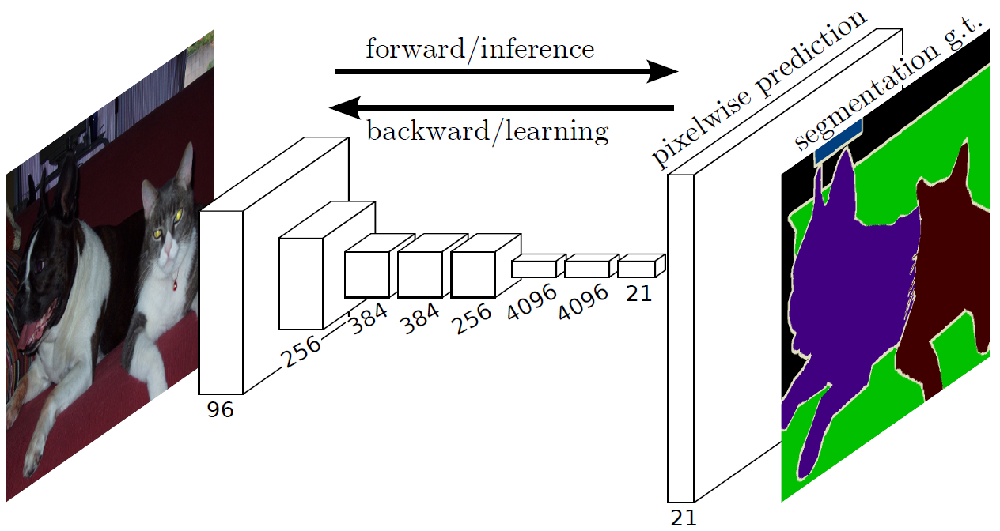 forward/inference
backward/learning
pixelwise prediction
segmentation g.t.
96
256
384
384
256
4096
4096
21
21